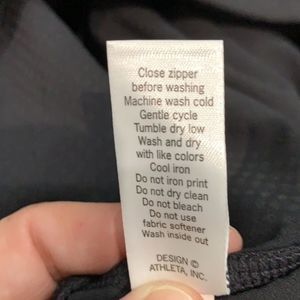 Close zipper
before washing
Machine wash cold
Gentle cycle
Tumble dry low
Wash and dry
with like colors
Cool iron
Do not iron print
Do not dry clean
Do not bleach
Do not use
fabric softener
Wash inside out
DESIGN ©
ATHLETA, INC.